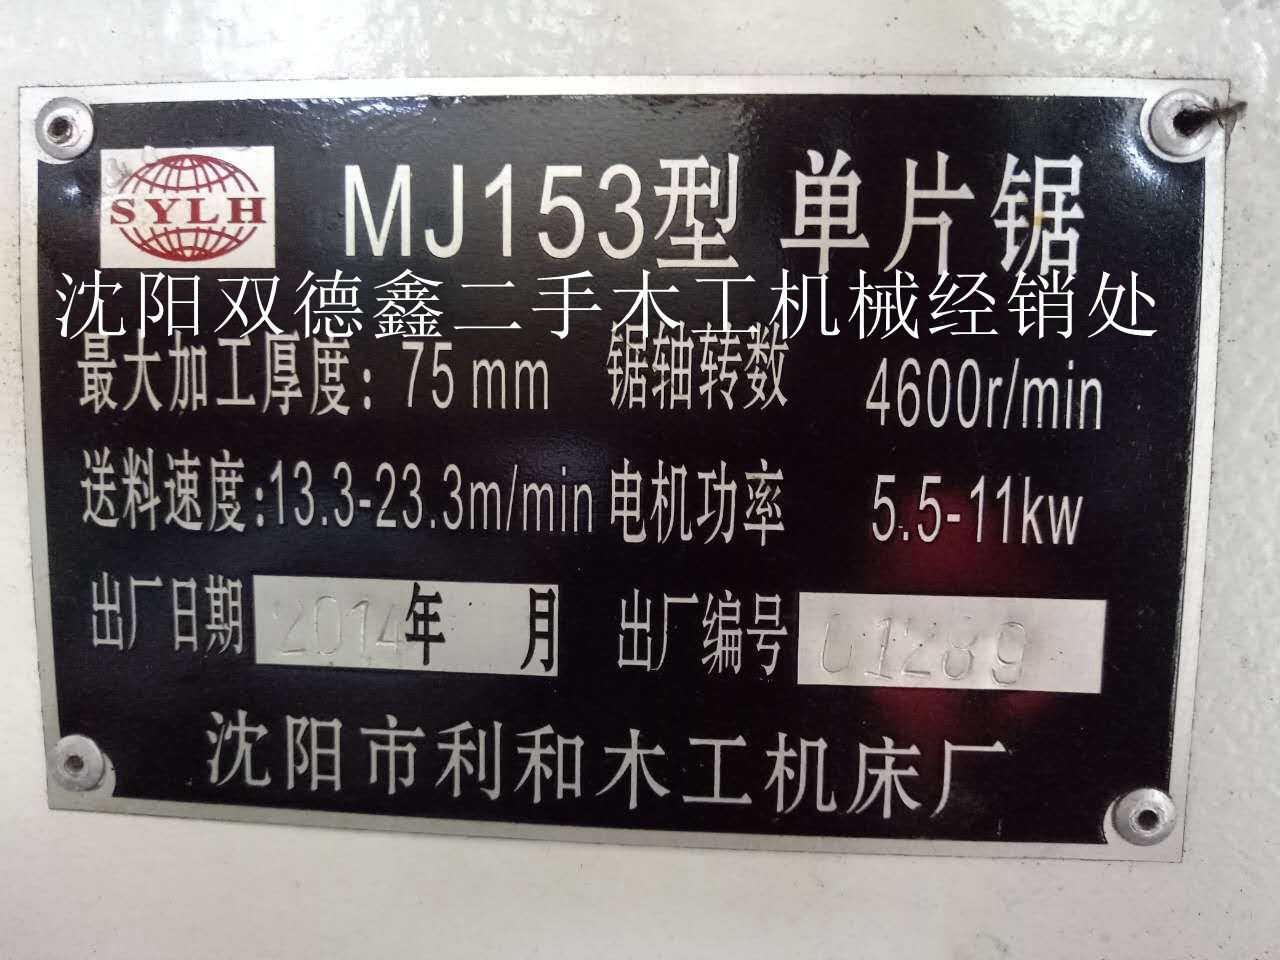 SYLH
MJ153型 单片锯
沈阳双德鑫二手木工机械经销处
最大加工厚度: 75mm 锯轴转数 4600r/min
送料速度:13.3-23.3m/min 电机功率 5.5-11kw
出厂日期 2014年 月 出厂编号 01289
沈阳市利和木工机床厂